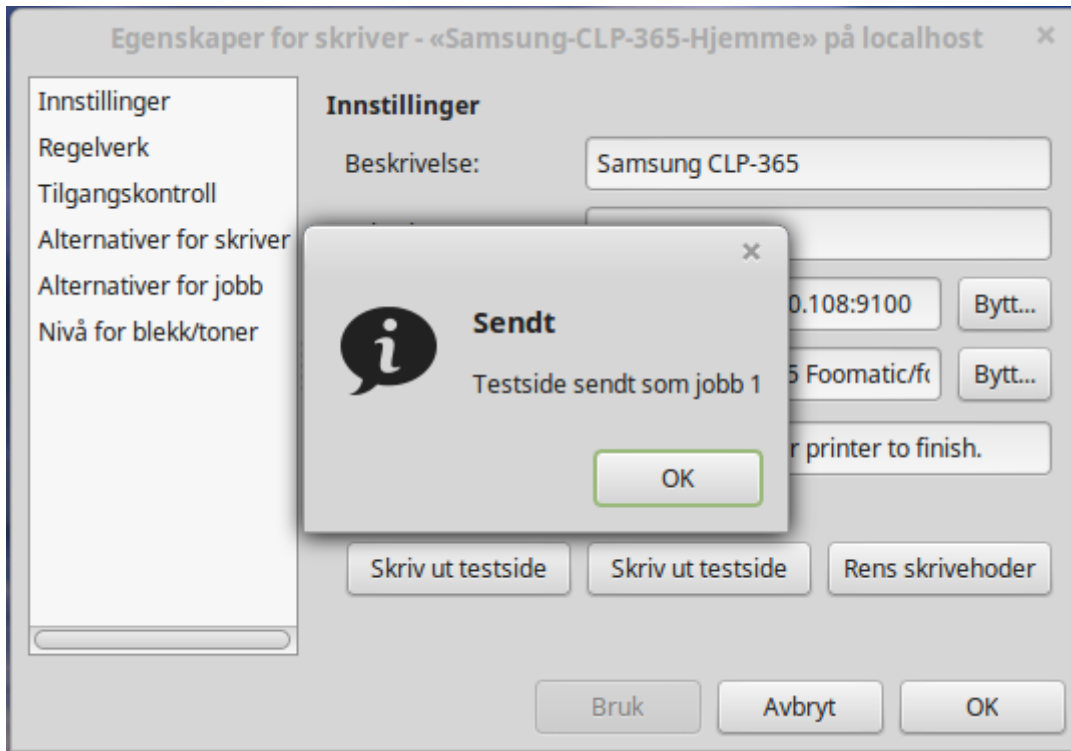 Egenskaper for skriver - «Samsung-CLP-365-Hjemme» på localhost
Innstillinger
Regelverk
Tilgangskontroll
Alternativer for skriver
Alternativer for jobb
Nivå for blekk/toner
Innstillinger
Beskrivelse:
Samsung CLP-365
0.108:9100
Bytt...
5 Foomatic/fo
Bytt...
r printer to finish.
Sendt
Testside sendt som jobb 1
OK
Skriv ut testside
Skriv ut testside
Rens skrivehoder
Bruk
Avbryt
OK